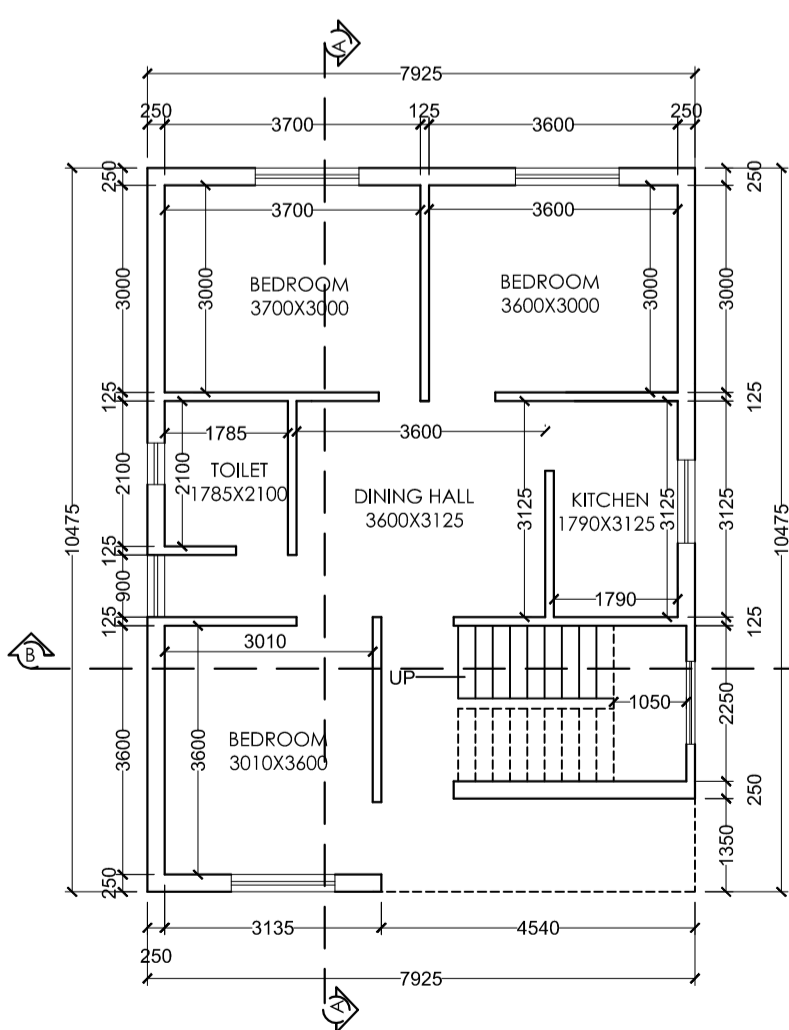 A
7925
250
3700
125
3600
250
250
3700
3600
250
3000
3000
BEDROOM
3700X3000
BEDROOM
3600X3000
3000
3000
125
125
1785
3600
10475
2100
2100
TOILET
1785X2100
DINING HALL
3600X3125
3125
KITCHEN
1790X3125
3125
3125
10475
125
900
1790
125
125
3010
B
UP
1050
2250
3600
3600
BEDROOM
3010X3600
250
1350
250
3135
4540
250
7925
A